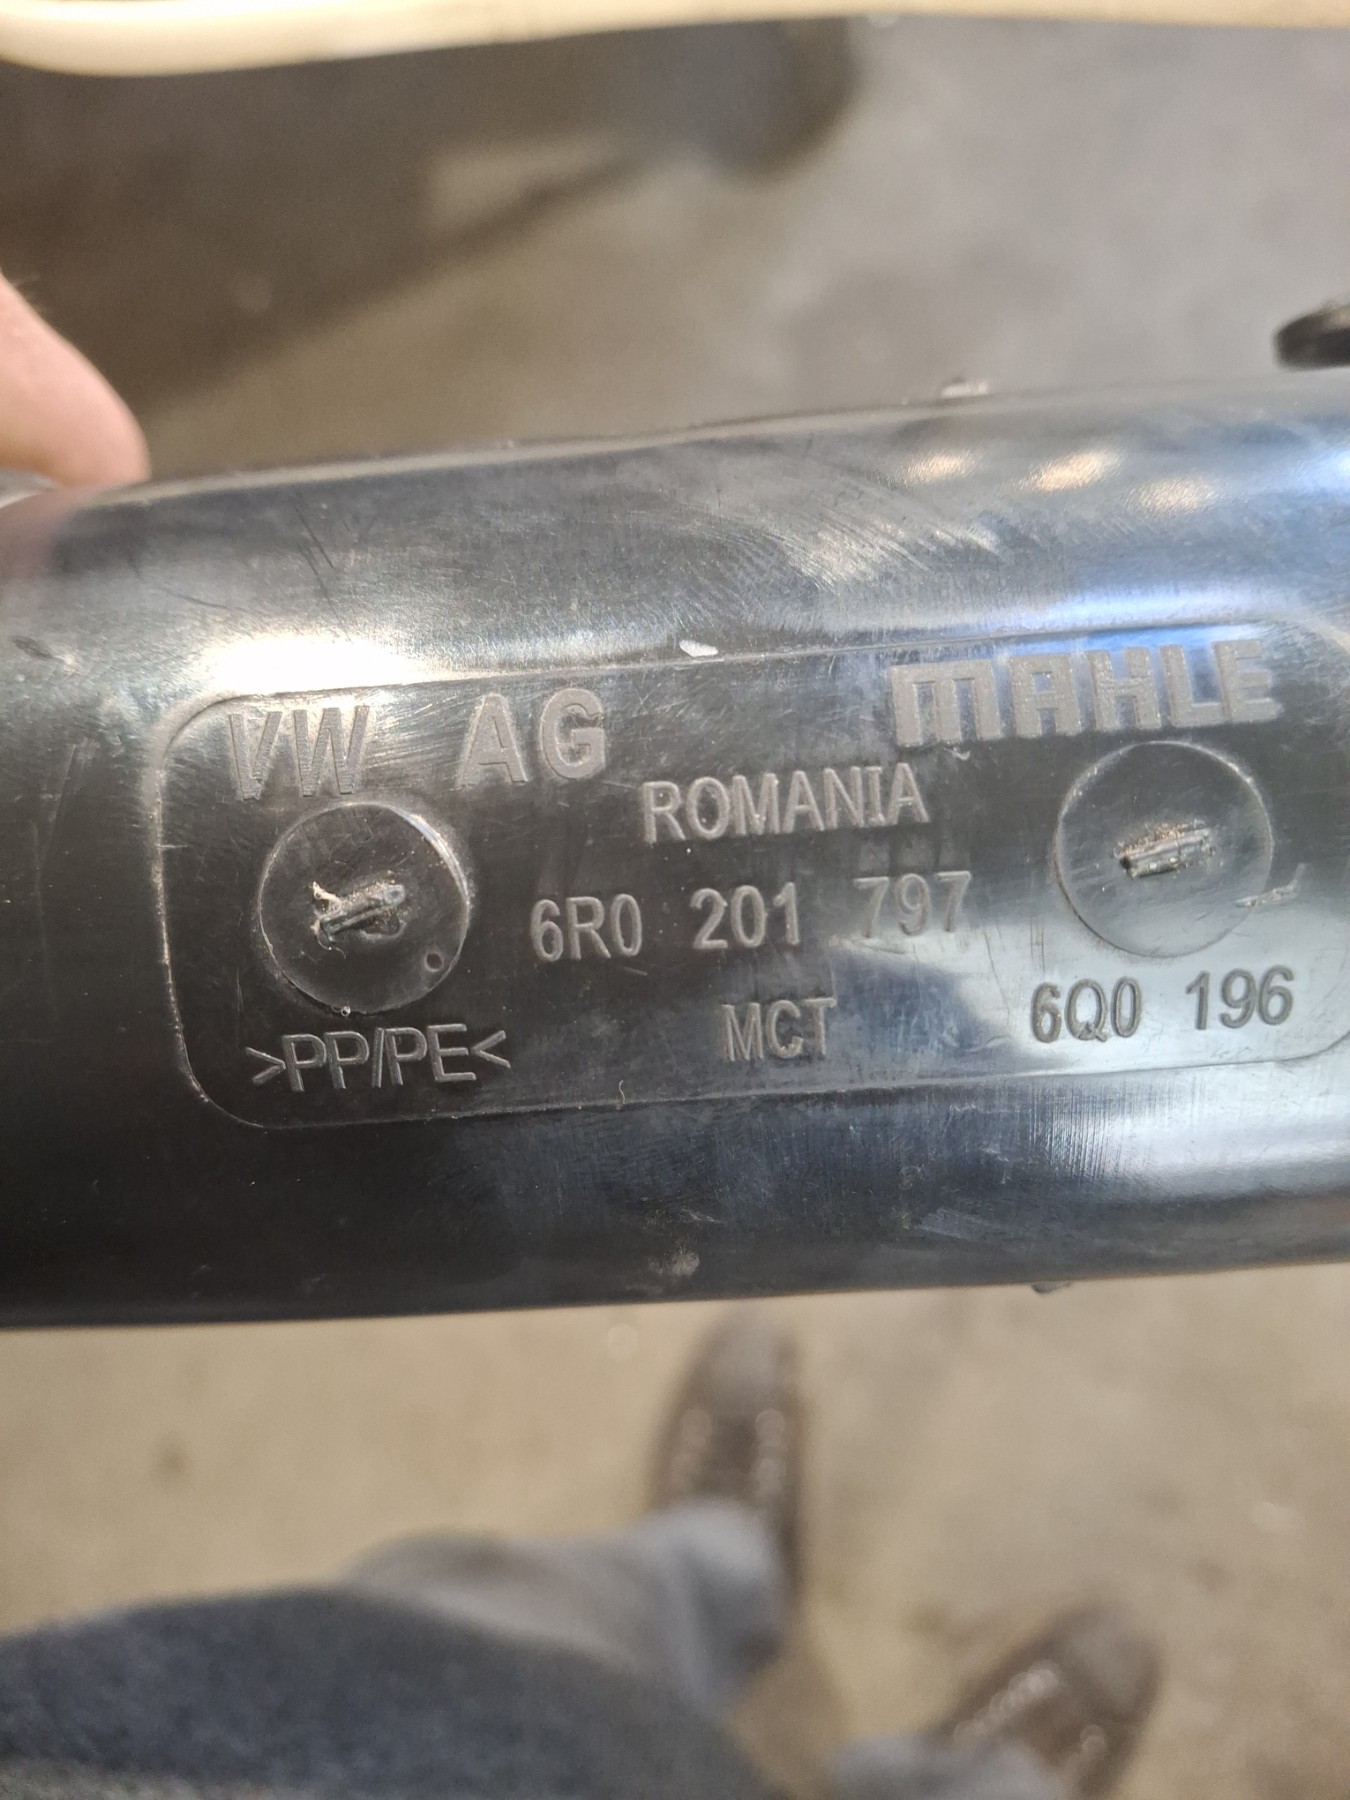 VW AG MAHLE
ROMANIA
6R0 201 797
6Q0 196
MCT
>PP/PE<